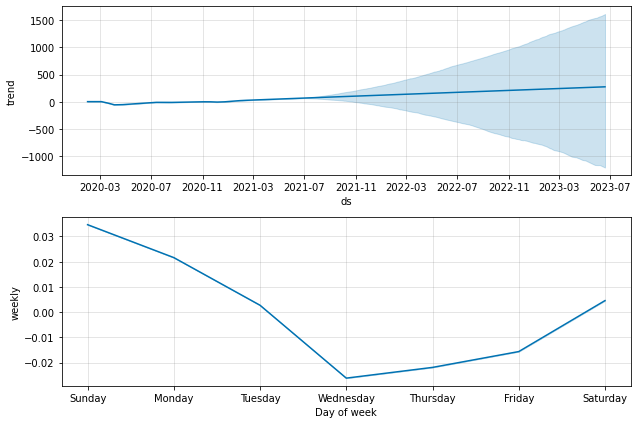 1500
1000
500
0
−500
−1000
trend
2020-03 2020-07 2020-11 2021-03 2021-07 2021-11 2022-03 2022-07 2022-11 2023-03 2023-07
ds
0.03
0.02
0.01
0.00
−0.01
−0.02
weekly
Sunday Monday Tuesday Wednesday Thursday Friday Saturday
Day of week